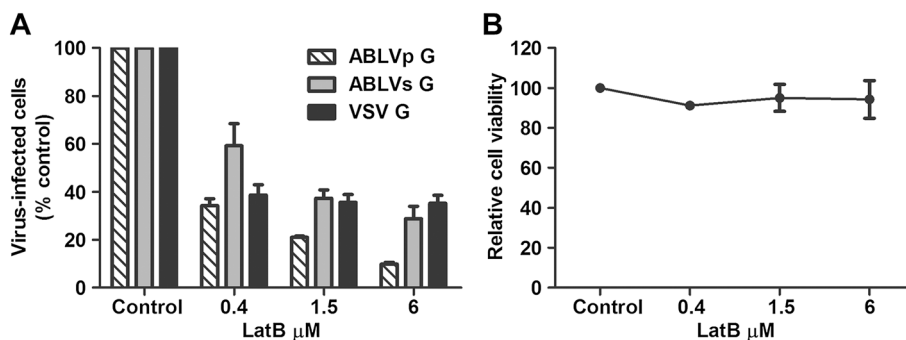 A
Virus-infected cells
(% control)
100
80
60
40
20
0
ABLVp G
ABLVs G
VSV G
Control 0.4 1.5 6
LatB μM
B
Relative cell viability
120
100
80
60
40
20
0
Control 0.4 1.5 6
LatB μM